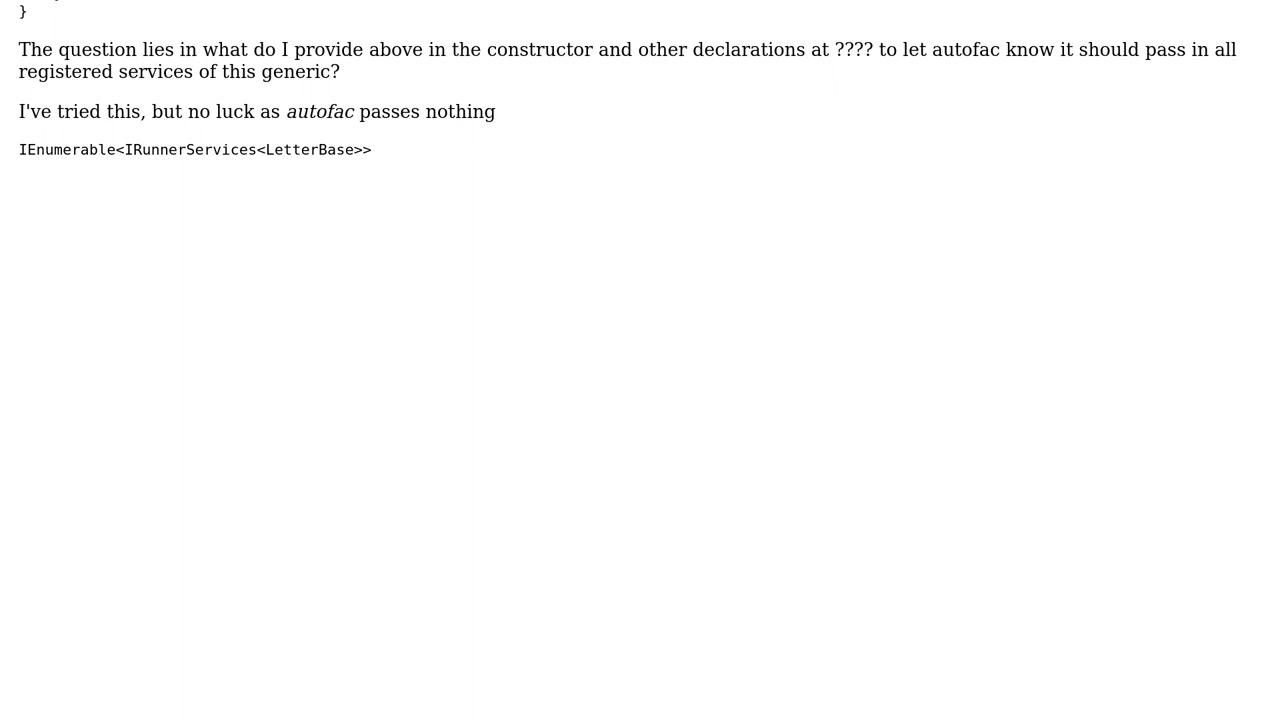 }
The question lies in what do I provide above in the constructor and other declarations at ???? to let autofac know it should pass in all
registered services of this generic?
I've tried this, but no luck as autofac passes nothing
IEnumerable<IRunnerServices<LetterBase>>